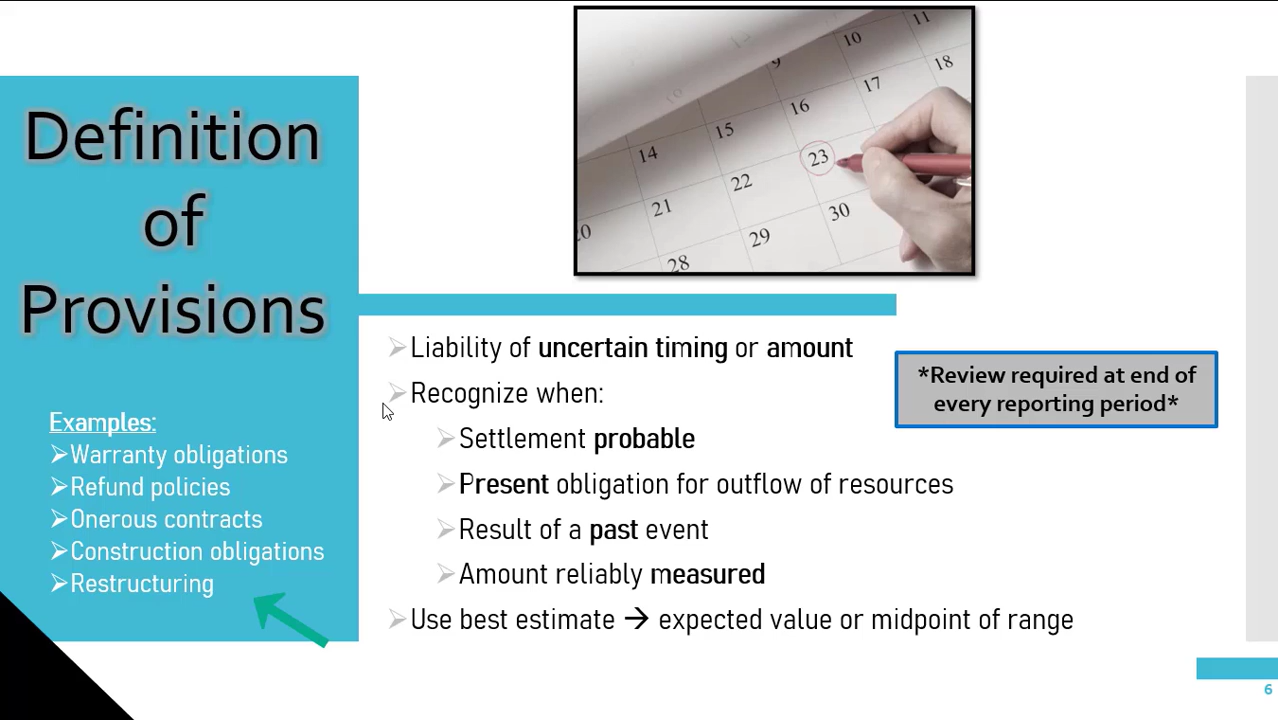 Definition
of
Provisions
Examples:
Warranty obligations
Refund policies
Onerous contracts
Construction obligations
Restructuring
11
9
10
18
17
16
15
14
23
22
21
20
30
29
28
Liability of uncertain timing or amount
Recognize when:
Settlement probable
Present obligation for outflow of resources
Result of a past event
Amount reliably measured
Use best estimate → expected value or midpoint of range
*Review required at end of
every reporting period*
6